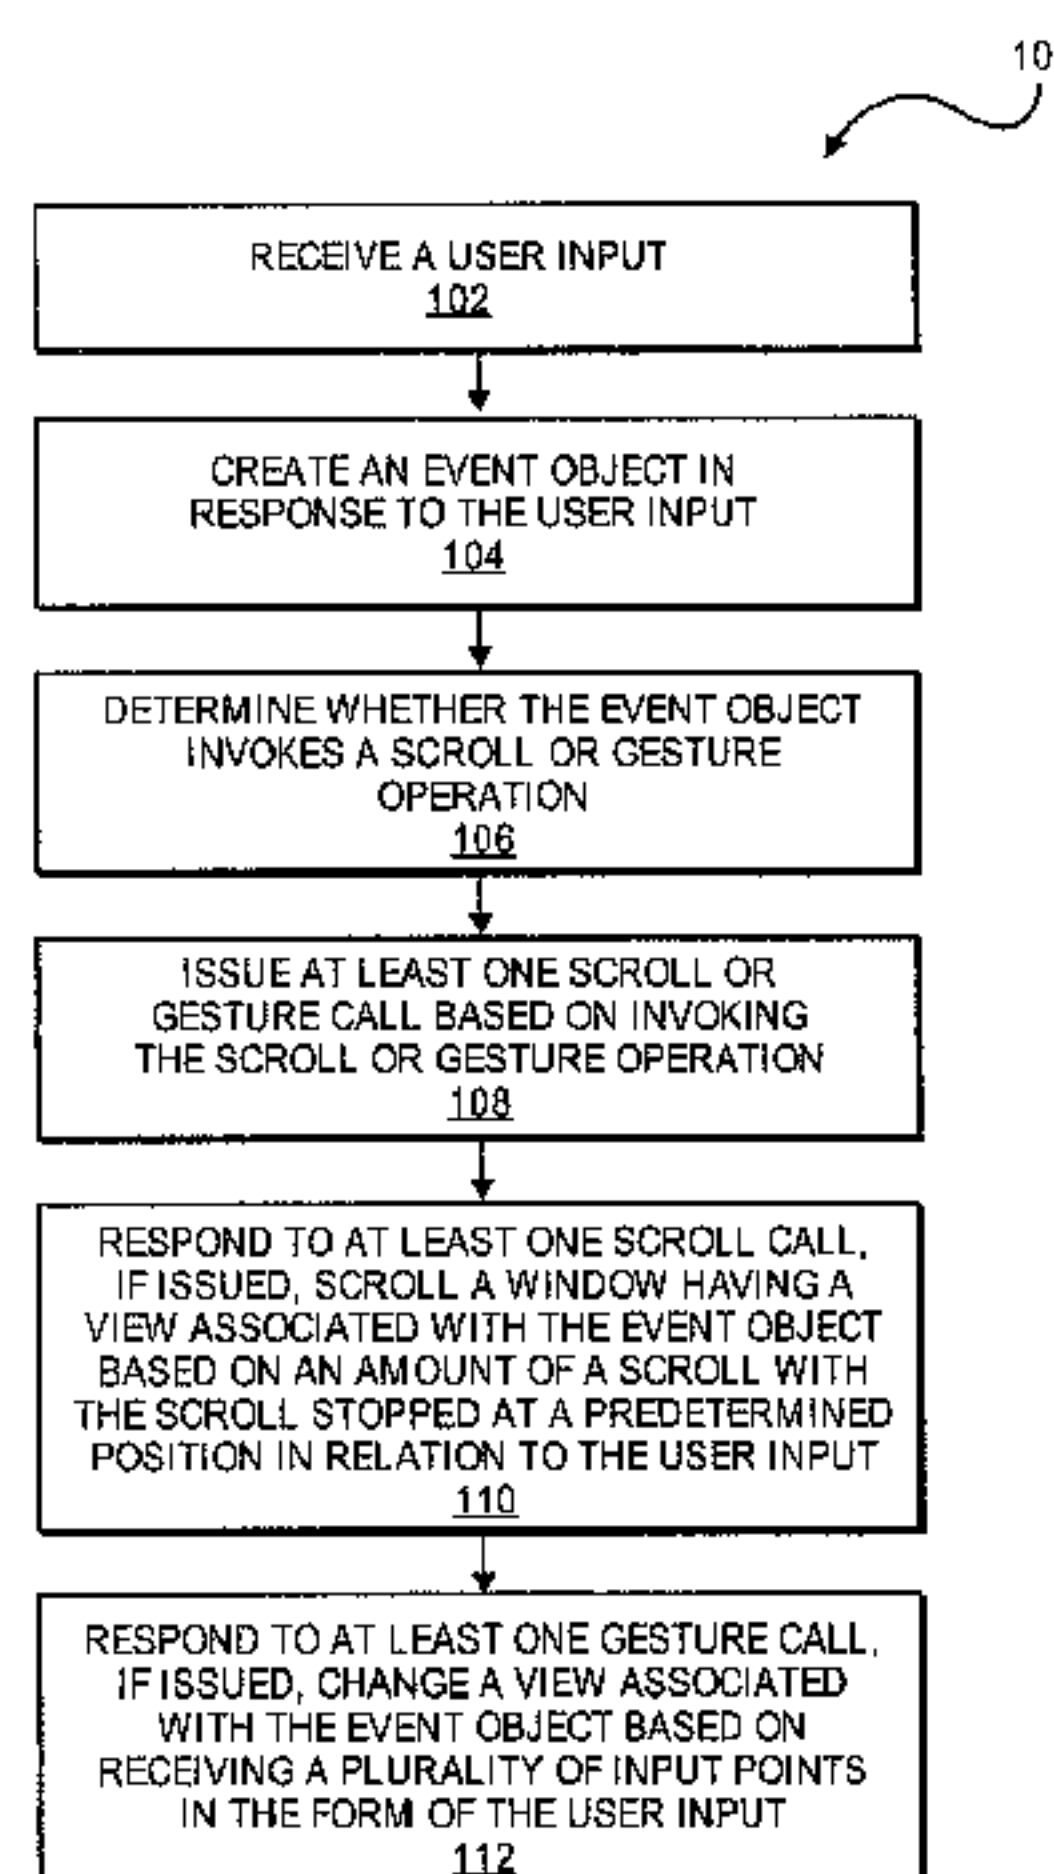 10
RECEIVE A USER INPUT
102
CREATE AN EVENT OBJECT IN
RESPONSE TO THE USER INPUT
104
DETERMINE WHETHER THE EVENT OBJECT
INVOKES A SCROLL OR GESTURE
OPERATION
106
ISSUE AT LEAST ONE SCROLL OR
GESTURE CALL BASED ON INVOKING
THE SCROLL OR GESTURE OPERATION
108
RESPOND TO AT LEAST ONE SCROLL CALL,
IF ISSUED, SCROLL A WINDOW HAVING A
VIEW ASSOCIATED WITH THE EVENT OBJECT
BASED ON AN AMOUNT OF A SCROLL WITH
THE SCROLL STOPPED AT A PREDETERMINED
POSITION IN RELATION TO THE USER INPUT
110
RESPOND TO AT LEAST ONE GESTURE CALL,
IF ISSUED, CHANGE A VIEW ASSOCIATED
WITH THE EVENT OBJECT BASED ON
RECEIVING A PLURALITY OF INPUT POINTS
IN THE FORM OF THE USER INPUT
112